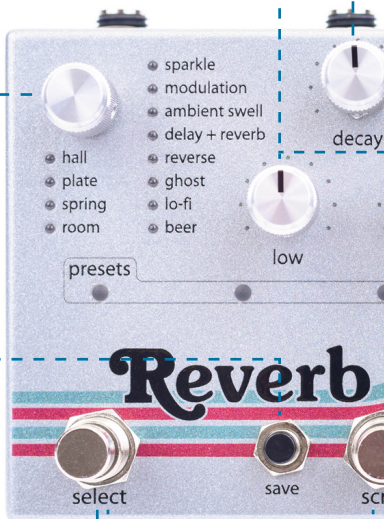 sparkle
modulation
ambient swell
delay + reverb
hall
reverse
plate
ghost
spring
lo-fi
room
beer
decay
low
presets
Reverb
select
save
scr